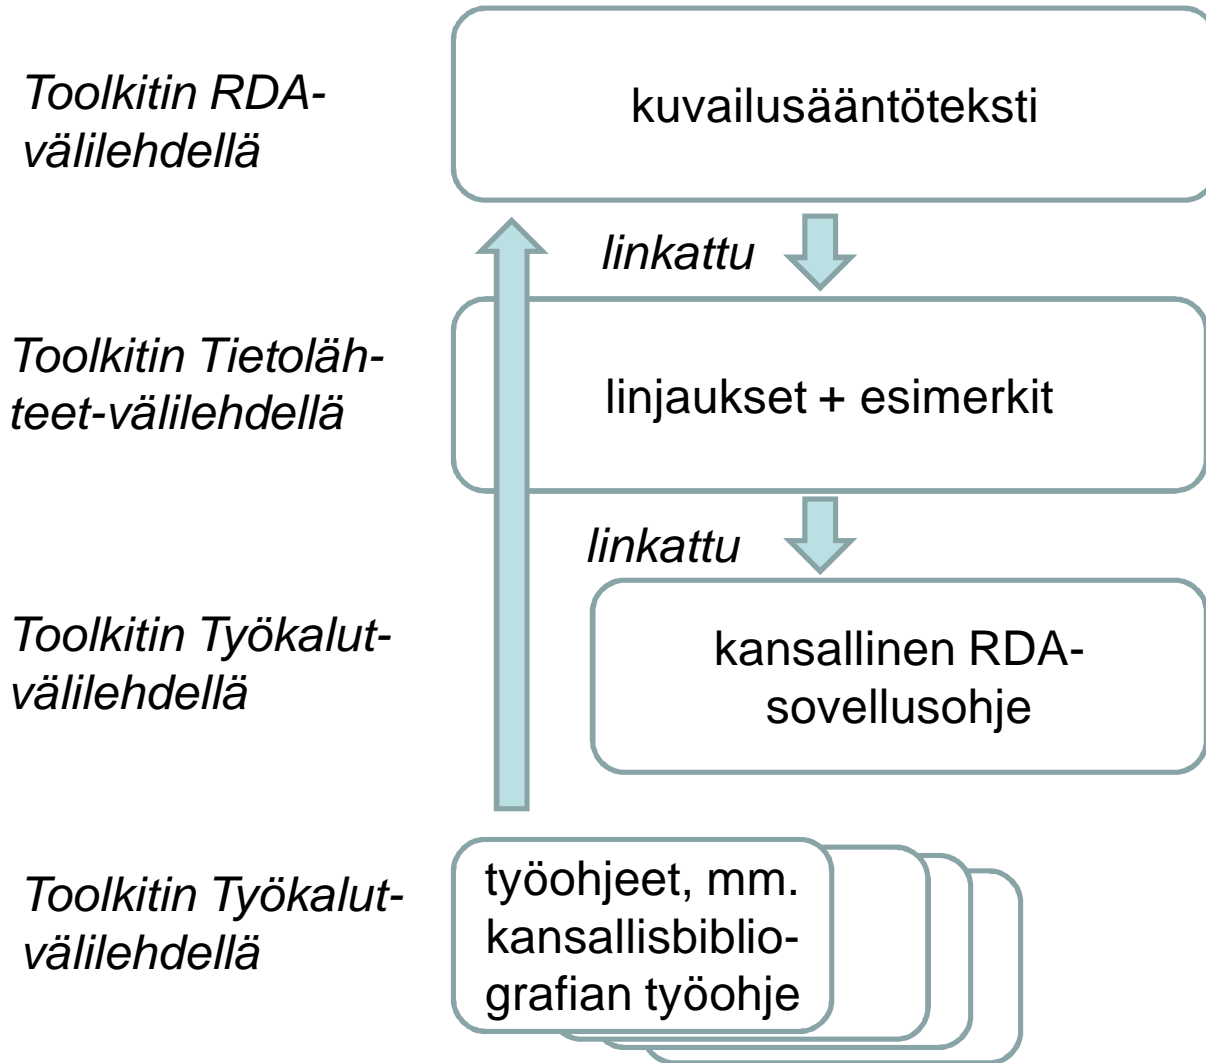 Toolkitin RDA-
välilehdellä
kuvailusääntöteksti
linkattu
Toolkitin Tietoläh-
teet-välilehdellä
linjaukset + esimerkit
linkattu
Toolkitin Työkalut-
välilehdellä
kansallinen RDA-
sovellusohje
Toolkitin Työkalut-
välilehdellä
työohjeet, mm.
kansallisbiblio-
grafian työohje